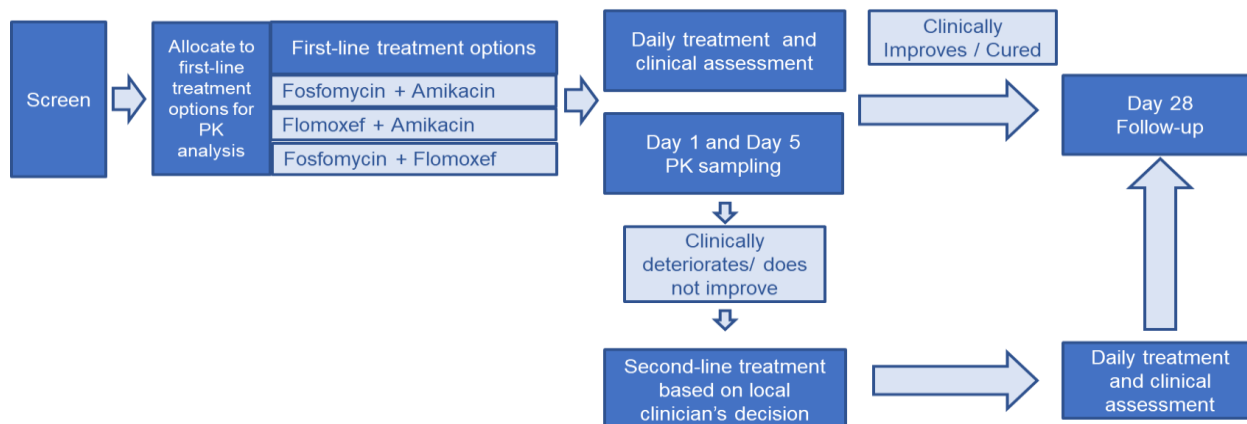 Screen
Allocate to
first-line
treatment
options for
PK
analysis
First-line treatment options
Fosfomycin + Amikacin
Flomoxef + Amikacin
Fosfomycin + Flomoxef
Daily treatment and
clinical assessment
Day 1 and Day 5
PK sampling
Clinically
deteriorates/ does
not improve
Second-line treatment
based on local
clinician's decision
Clinically
Improves / Cured
Day 28
Follow-up
Daily treatment
and clinical
assessment